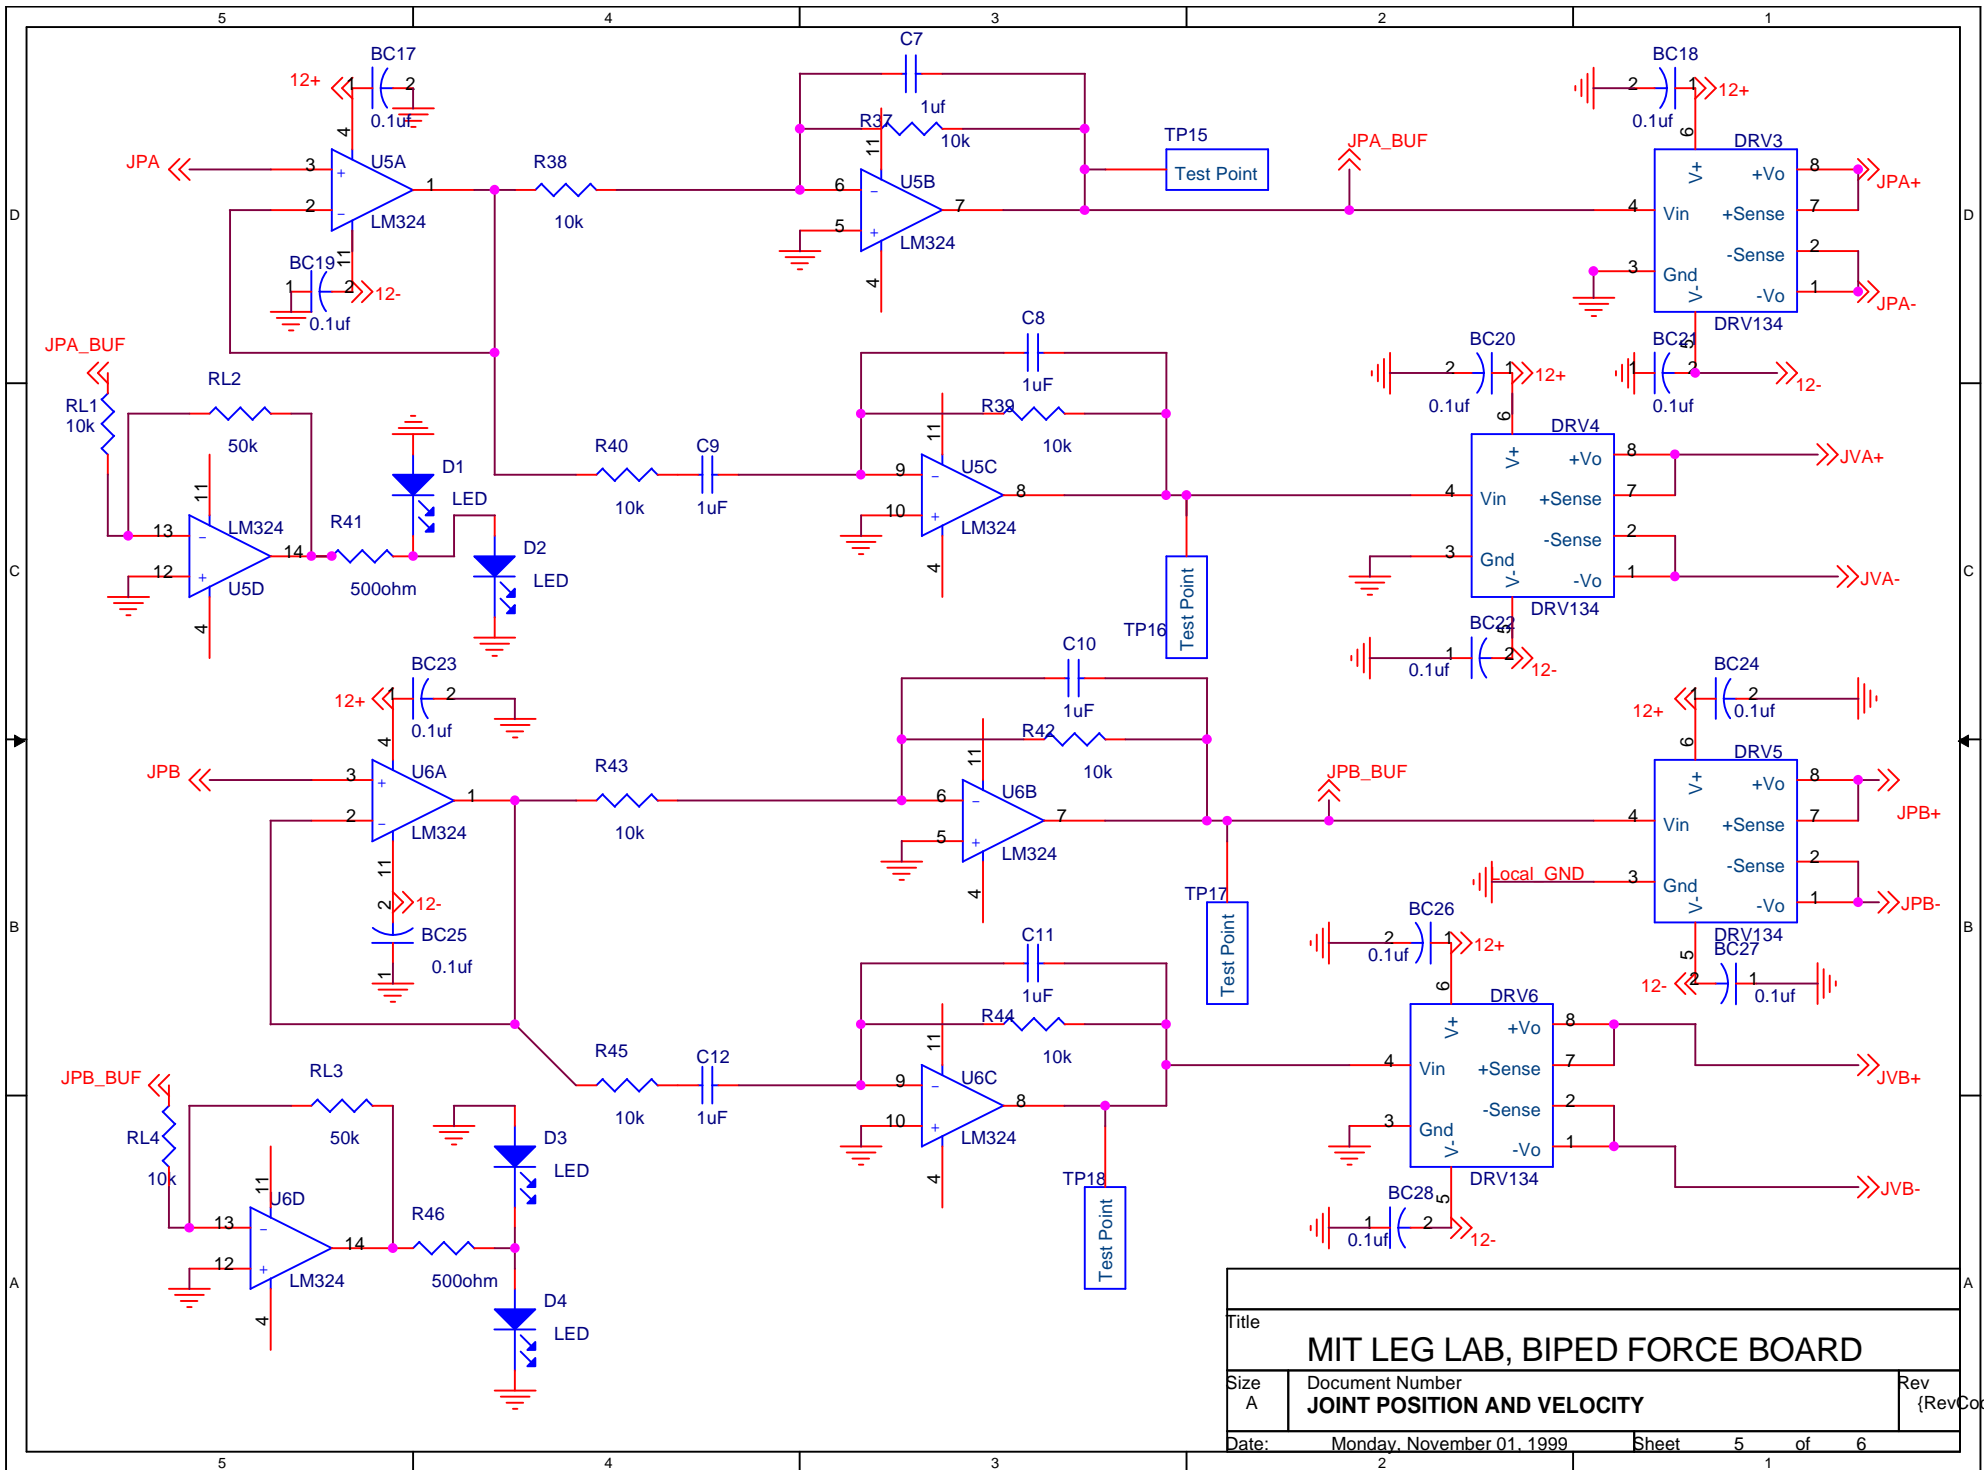 5 4 3 2 1
D
C
B
A
BC17
12+
1 2
0.1uf
4
JPA
3
U5A
1
2
LM324
11
BC19
1 2
12-
0.1uf
R38
10k
C7
1uf
R37
10k
11
6
U5B
7
5
LM324
4
TP15
Test Point
JPA_BUF
BC18
2 1
12+
0.1uf
6
DRV3
V+
+Vo 8
JPA+
4 Vin
+Sense 7
-Sense 2
3 Gnd
V-
-Vo 1
JPA-
DRV134
BC21
5
1 2
12-
0.1uf
JPA_BUF
RL1
10k
RL2
50k
11
13
LM324
14
12
U5D
4
R41
500ohm
D1
LED
D2
LED
R40
10k
C9
1uF
C8
1uF
R39
10k
11
9
U5C
8
10
LM324
4
TP16
Test Point
BC20
2 1
12+
0.1uf
6
DRV4
V+
+Vo 8
JVA+
4 Vin
+Sense 7
-Sense 2
3 Gnd
V-
-Vo 1
JVA-
DRV134
BC22
5
1 2
12-
0.1uf
BC23
12+
1 2
0.1uf
4
JPB
3
U6A
1
2
LM324
11
2
12-
BC25
0.1uf
1
R43
10k
C10
1uF
R42
10k
11
6
U6B
7
5
LM324
4
TP17
Test Point
JPB_BUF
BC24
12+
1 2
0.1uf
6
DRV5
V+
+Vo 8
JPB+
4 Vin
+Sense 7
-Sense 2
Local_GND
3 Gnd
V-
-Vo 1
JPB-
DRV134
5
BC27
12-
2 1
0.1uf
JPB_BUF
RL4
10k
RL3
50k
11
U6D
13
14
12
LM324
4
R46
500ohm
D3
LED
D4
LED
R45
10k
C12
1uF
C11
1uF
R44
10k
11
9
U6C
8
10
LM324
4
TP18
Test Point
BC26
2 1
12+
0.1uf
6
DRV6
V+
+Vo 8
JVB+
4 Vin
+Sense 7
-Sense 2
3 Gnd
V-
-Vo 1
JVB-
DRV134
BC28
5
1 2
12-
0.1uf
Title
MIT LEG LAB, BIPED FORCE BOARD
Size
A
Document Number
JOINT POSITION AND VELOCITY
Rev
Date: Monday, November 01, 1999
Sheet 5 of 6
D
C
B
A
5 4 3 2 1